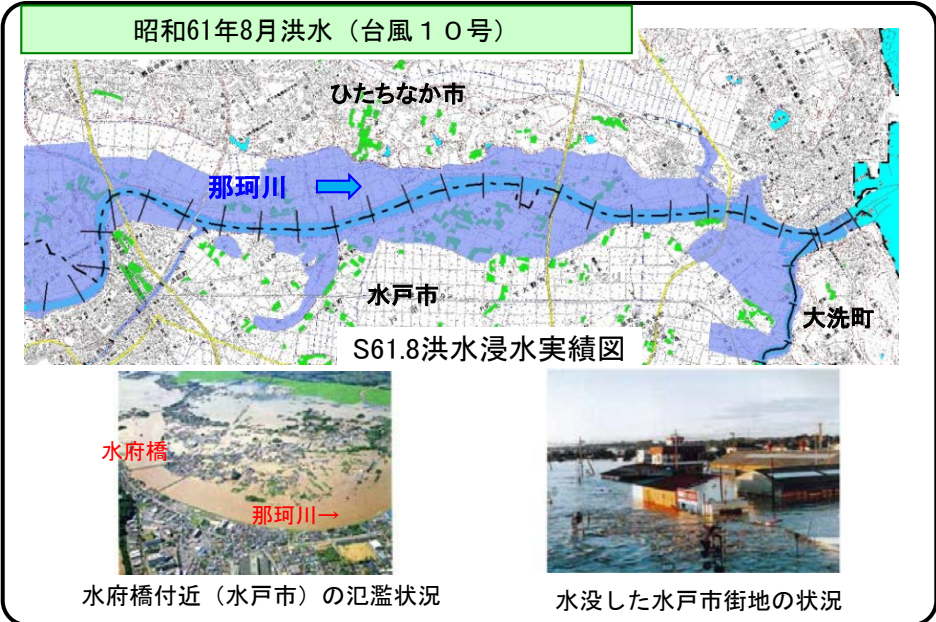 昭和61年8月洪水（台風１０号）
ひたちなか市
那珂川
水戸市
大洗町
S61.8洪水浸水実績図
水府橋
那珂川→
水府橋付近（水戸市）の氾濫状況
水没した水戸市街地の状況